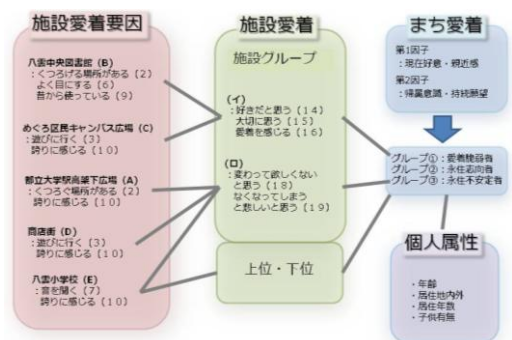 施設愛着要因
八雲中央図書館(B)
:くつろげる場所がある(2)
よく目にする(6)
昔から使っている(9)
めぐろ区民キャンパス広場(C)
:遊びに行く(3)
誇りに感じる(10)
都立大学駅高架下広場(A)
:くつろぐ場所がある(2)
誇りに感じる(10)
商店街(D)
:遊びに行く(3)
誇りに感じる(10)
八雲小学校(E)
:音を聞く(7)
誇りに感じる(10)
施設愛着
施設グループ
(イ)
:好きだと思う(14)
大切に思う(15)
愛着を感じる(16)
(ロ)
:変わって欲しくない
と思う(18)
なくなってしまう
と悲しいと思う(19)
上位・下位
まち愛着
第1因子
:現在好意・親近感
第2因子
:帰属意識・持続願望
グループ①:愛着脆弱者
グループ②:永住志向者
グループ③:永住不安定者
個人属性
・年齢
・居住地内外
・居住年数
・子供有無